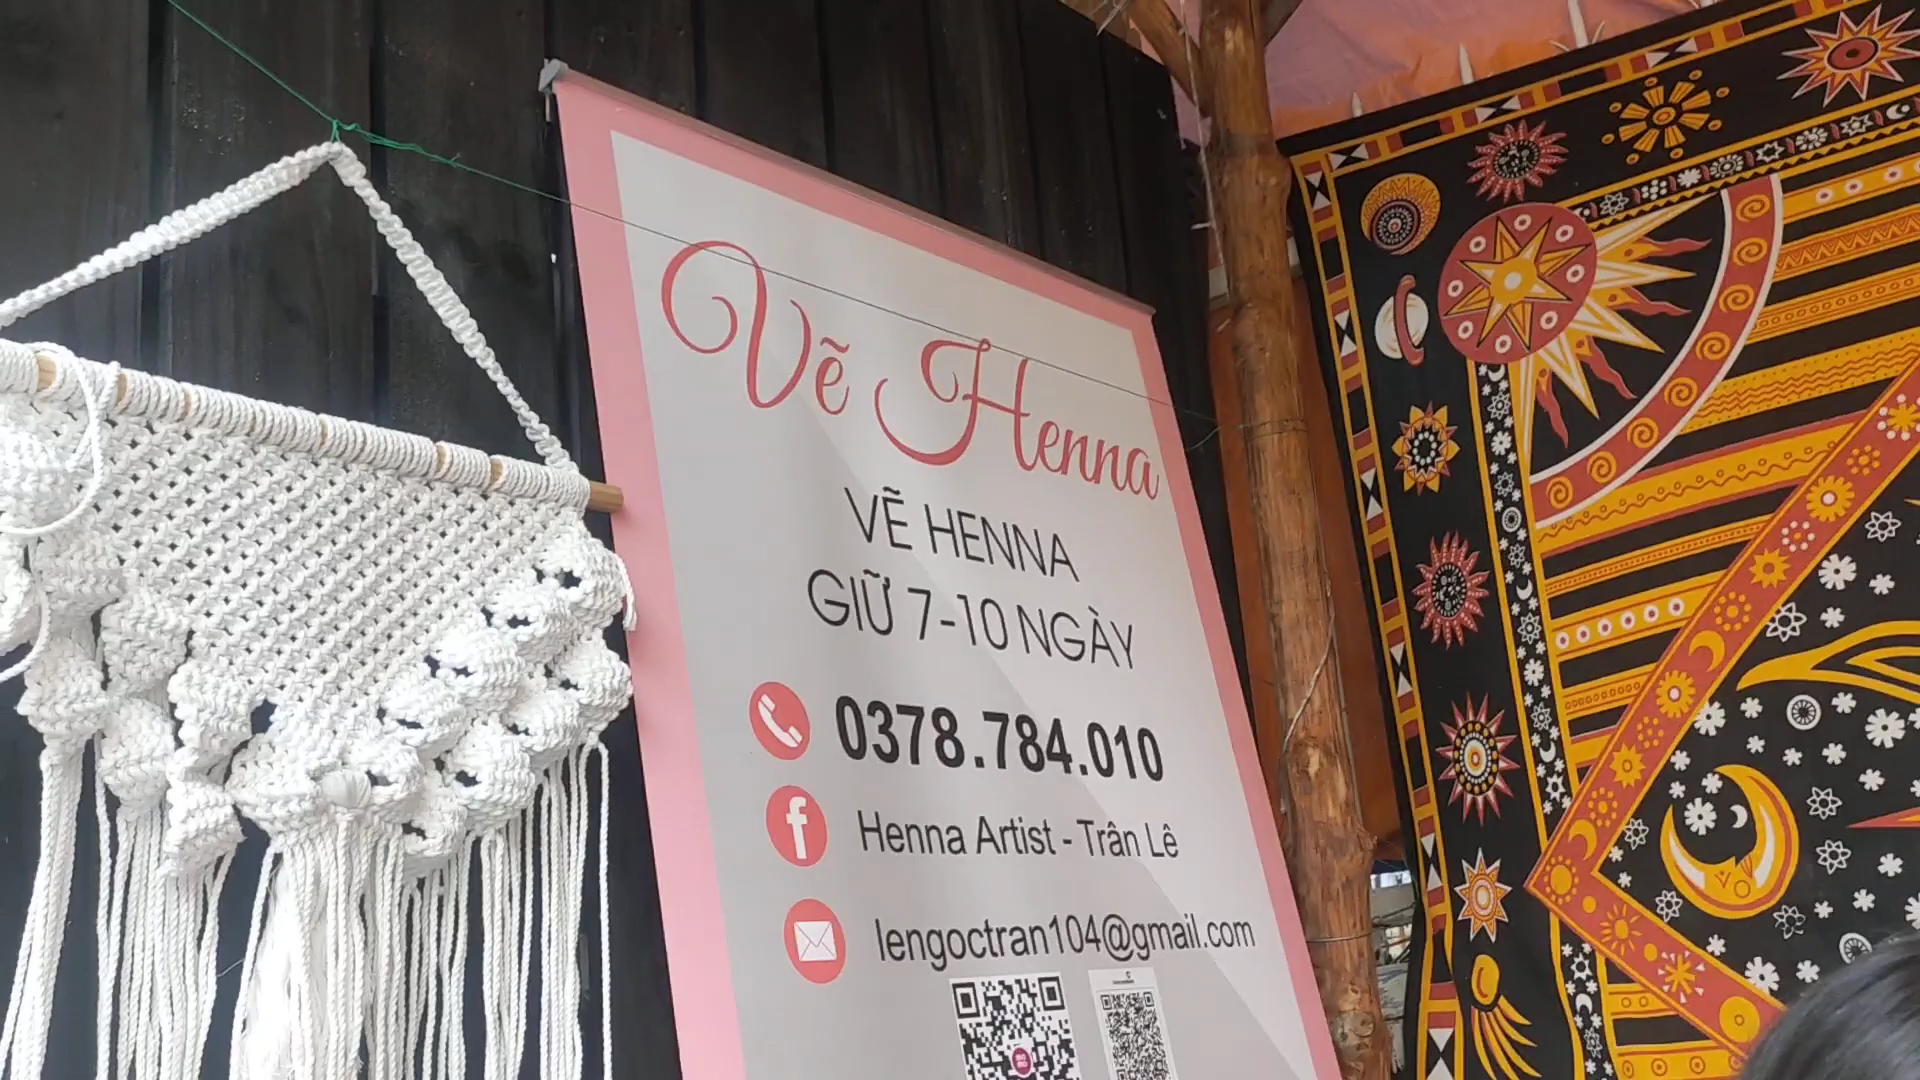 Vẽ Henna
VẼ HENNA
GIỮ 7-10 NGÀY
0378.784.010
Henna Artist - Trân Lê
lengoctran104@gmail.com